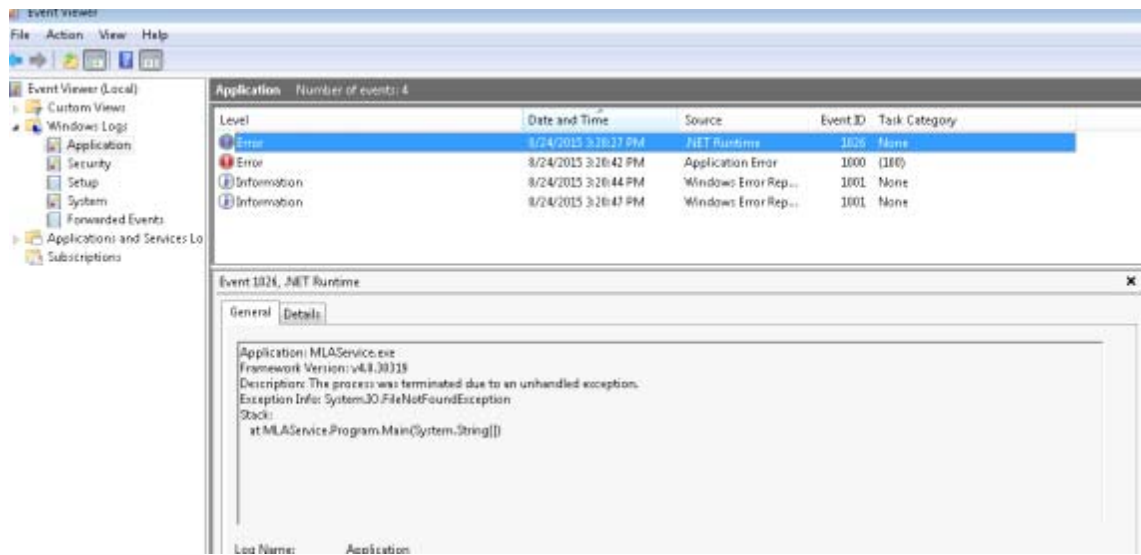 Event Viewer
File Action View Help
Event Viewer (Local)
Custom Views
Windows Logs
Application
Security
Setup
System
Forwarded Events
Applications and Services Lo
Subscriptions
Application Number of events: 4
Level Date and Time Source Event ID Task Category
Error 8/24/2015 3:28:27 PM .NET Runtime 1026 None
Error 8/24/2015 3:28:42 PM Application Error 1000 (100)
Information 8/24/2015 3:28:44 PM Windows Error Rep... 1001 None
Information 8/24/2015 3:28:47 PM Windows Error Rep... 1001 None
Event 1026, .NET Runtime
General Details
Application: MLAService.exe
Framework Version: v4.0.30319
Description: The process was terminated due to an unhandled exception.
Exception Info: System.IO.FileNotFoundException
Stack:
at MLAService.Program.Main(System.String[])
Log Name: Application